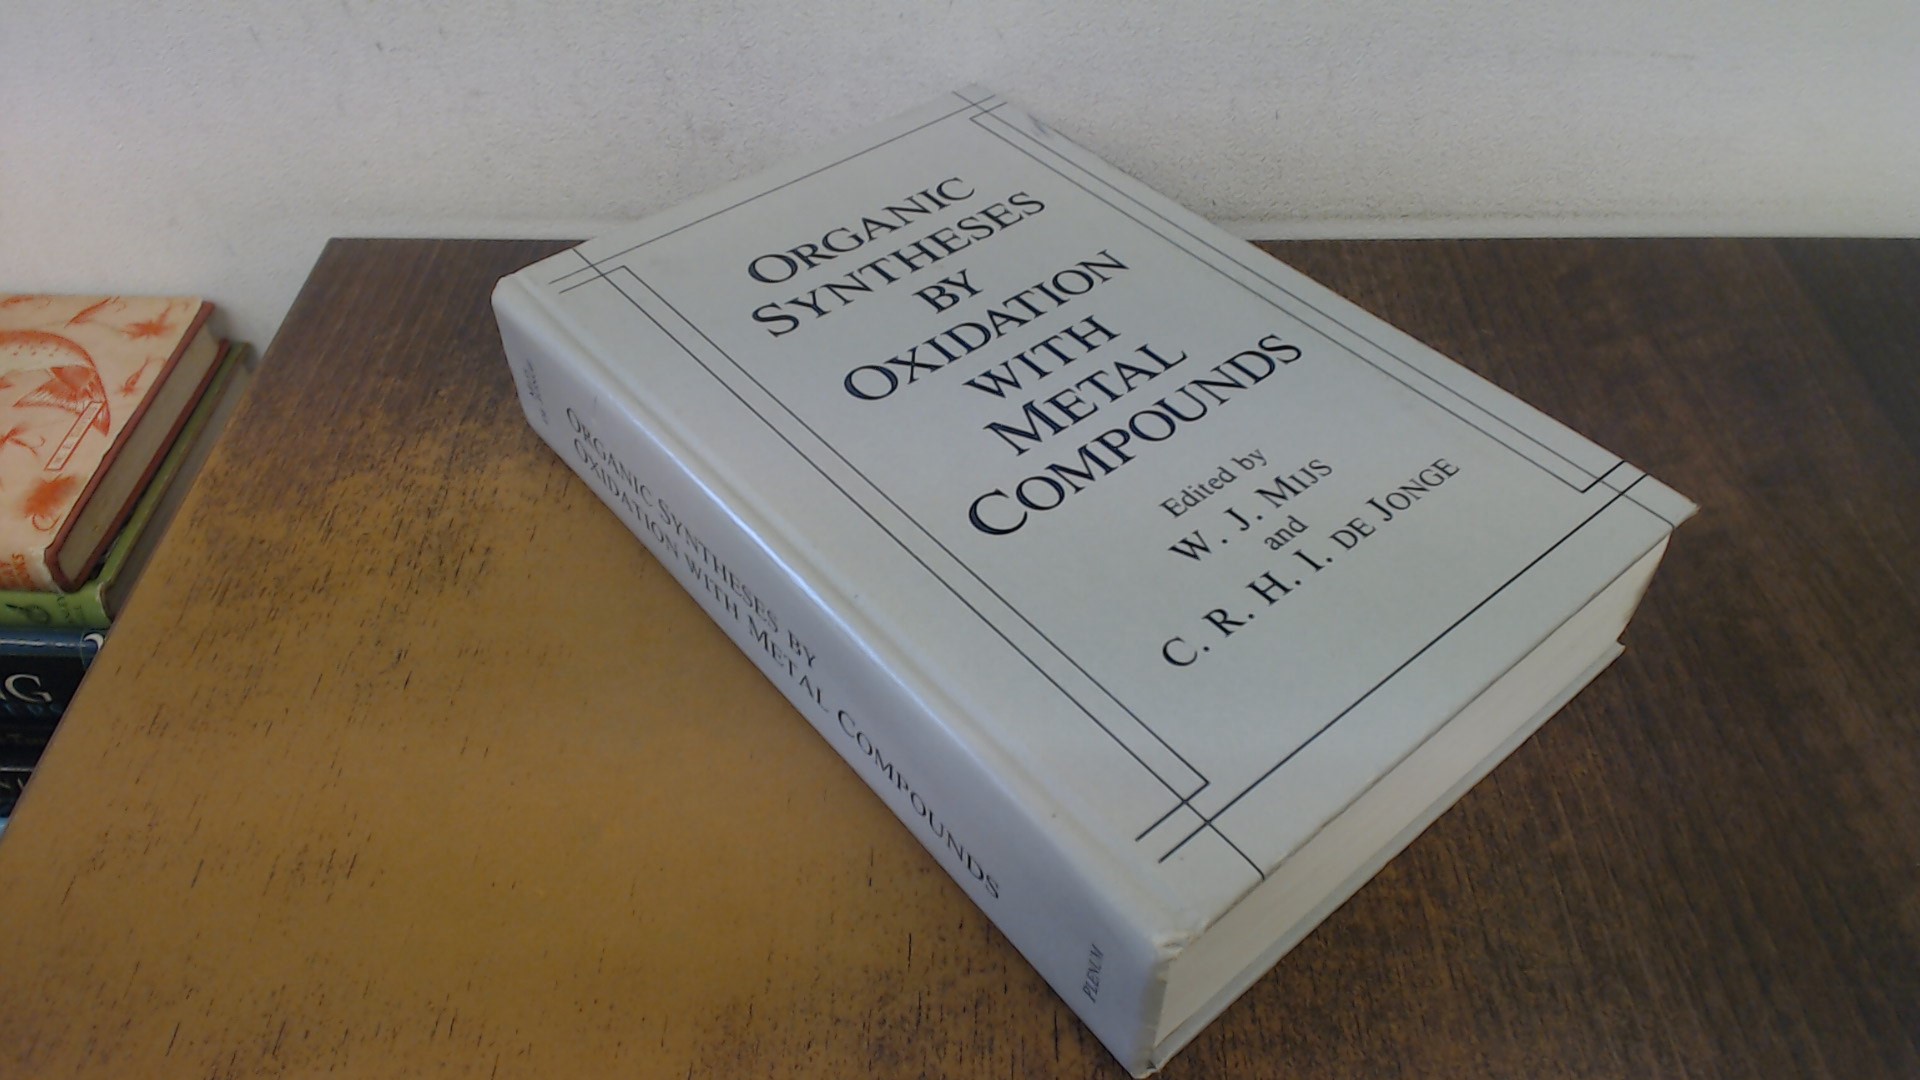 ORGANIC
SYNTHESES
BY
OXIDATION
WITH
METAL
COMPOUNDS
Edited by
W. J. MIJS
and
C. R. H. I. DE JONGE
ORGANIC SYNTHESES BY
OXIDATION WITH METAL COMPOUNDS
PLENUM